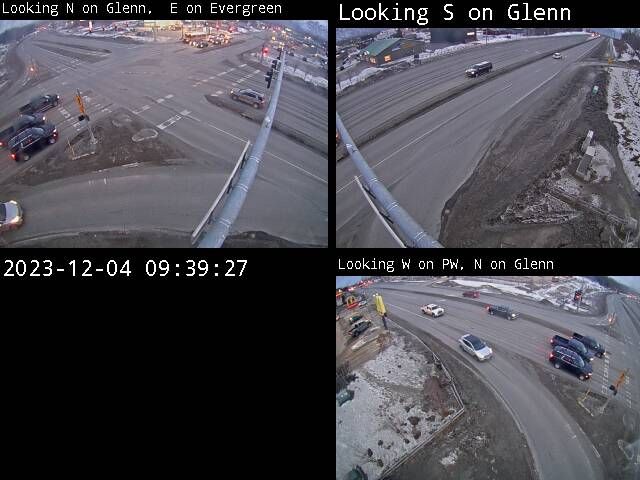 Looking N on Glenn,  E on Evergreen
Looking S on Glenn
2023-12-04 09:39:27
Looking W on PW, N on Glenn